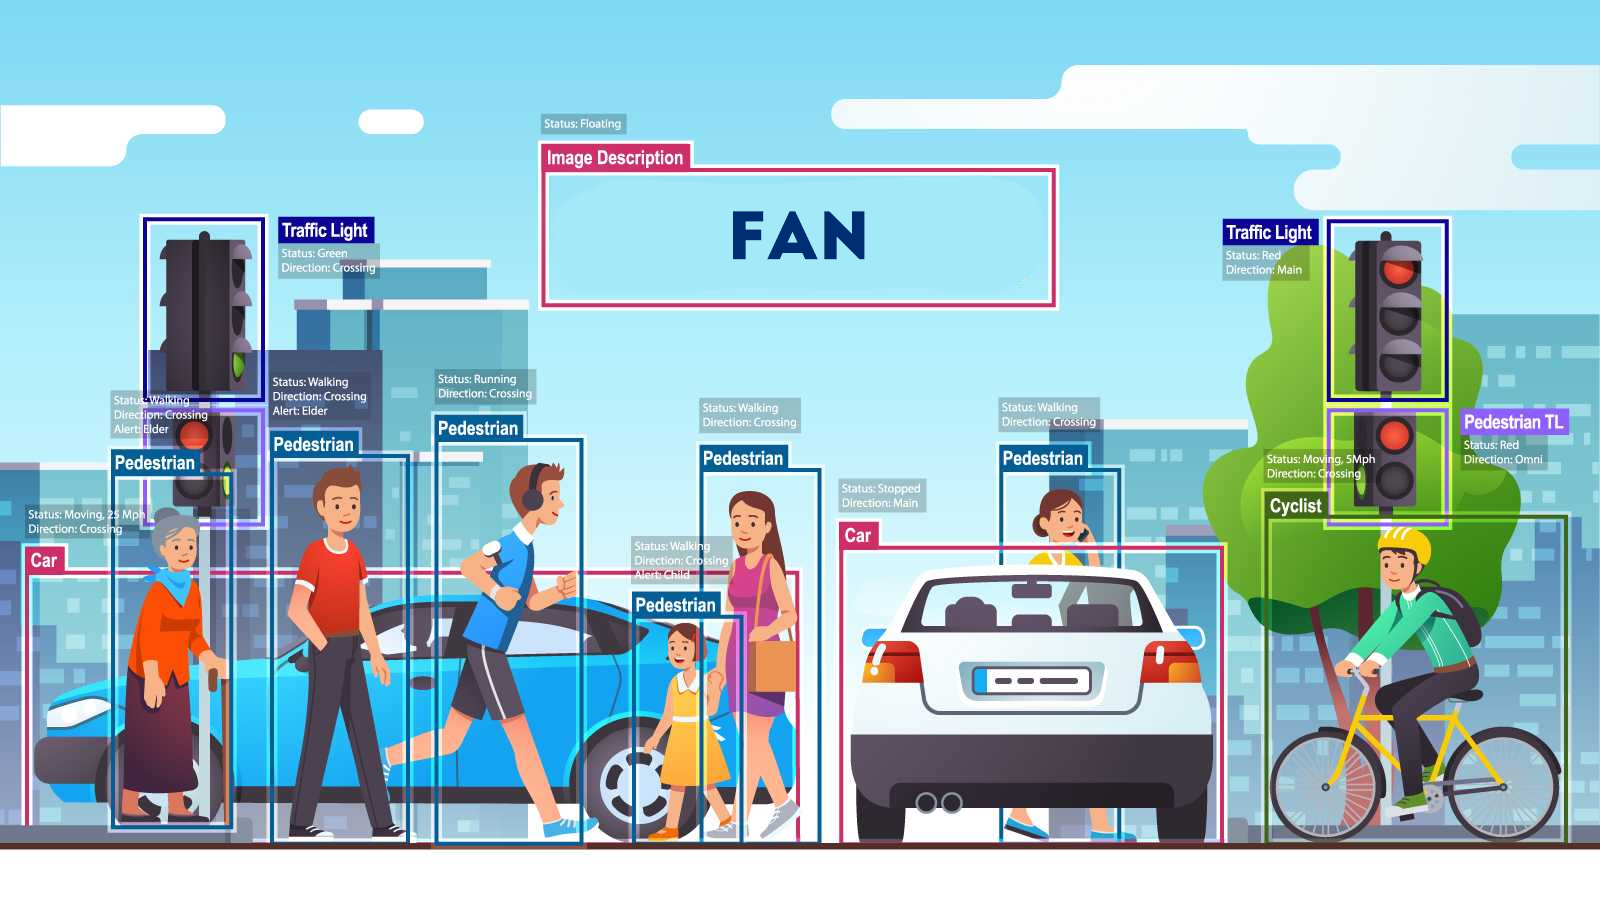 Status: Floating
Image Description
FAN
Traffic Light
Status: Green
Direction: Crossing
Traffic Light
Status: Red
Direction: Main
Status: Walking
Direction: Crossing
Alert: Elder
Pedestrian
Status: Walking
Direction: Crossing
Alert: Elder
Pedestrian
Status: Running
Direction: Crossing
Pedestrian
Status: Walking
Direction: Crossing
Pedestrian
Status: Walking
Direction: Crossing
Pedestrian
Pedestrian TL
Status: Red
Direction: Omni
Status: Moving, 5Mph
Direction: Crossing
Cyclist
Status: Moving, 25 Mph
Direction: Crossing
Car
Status: Stopped
Direction: Main
Car
Status: Walking
Direction: Crossing
Alert: Child
Pedestrian